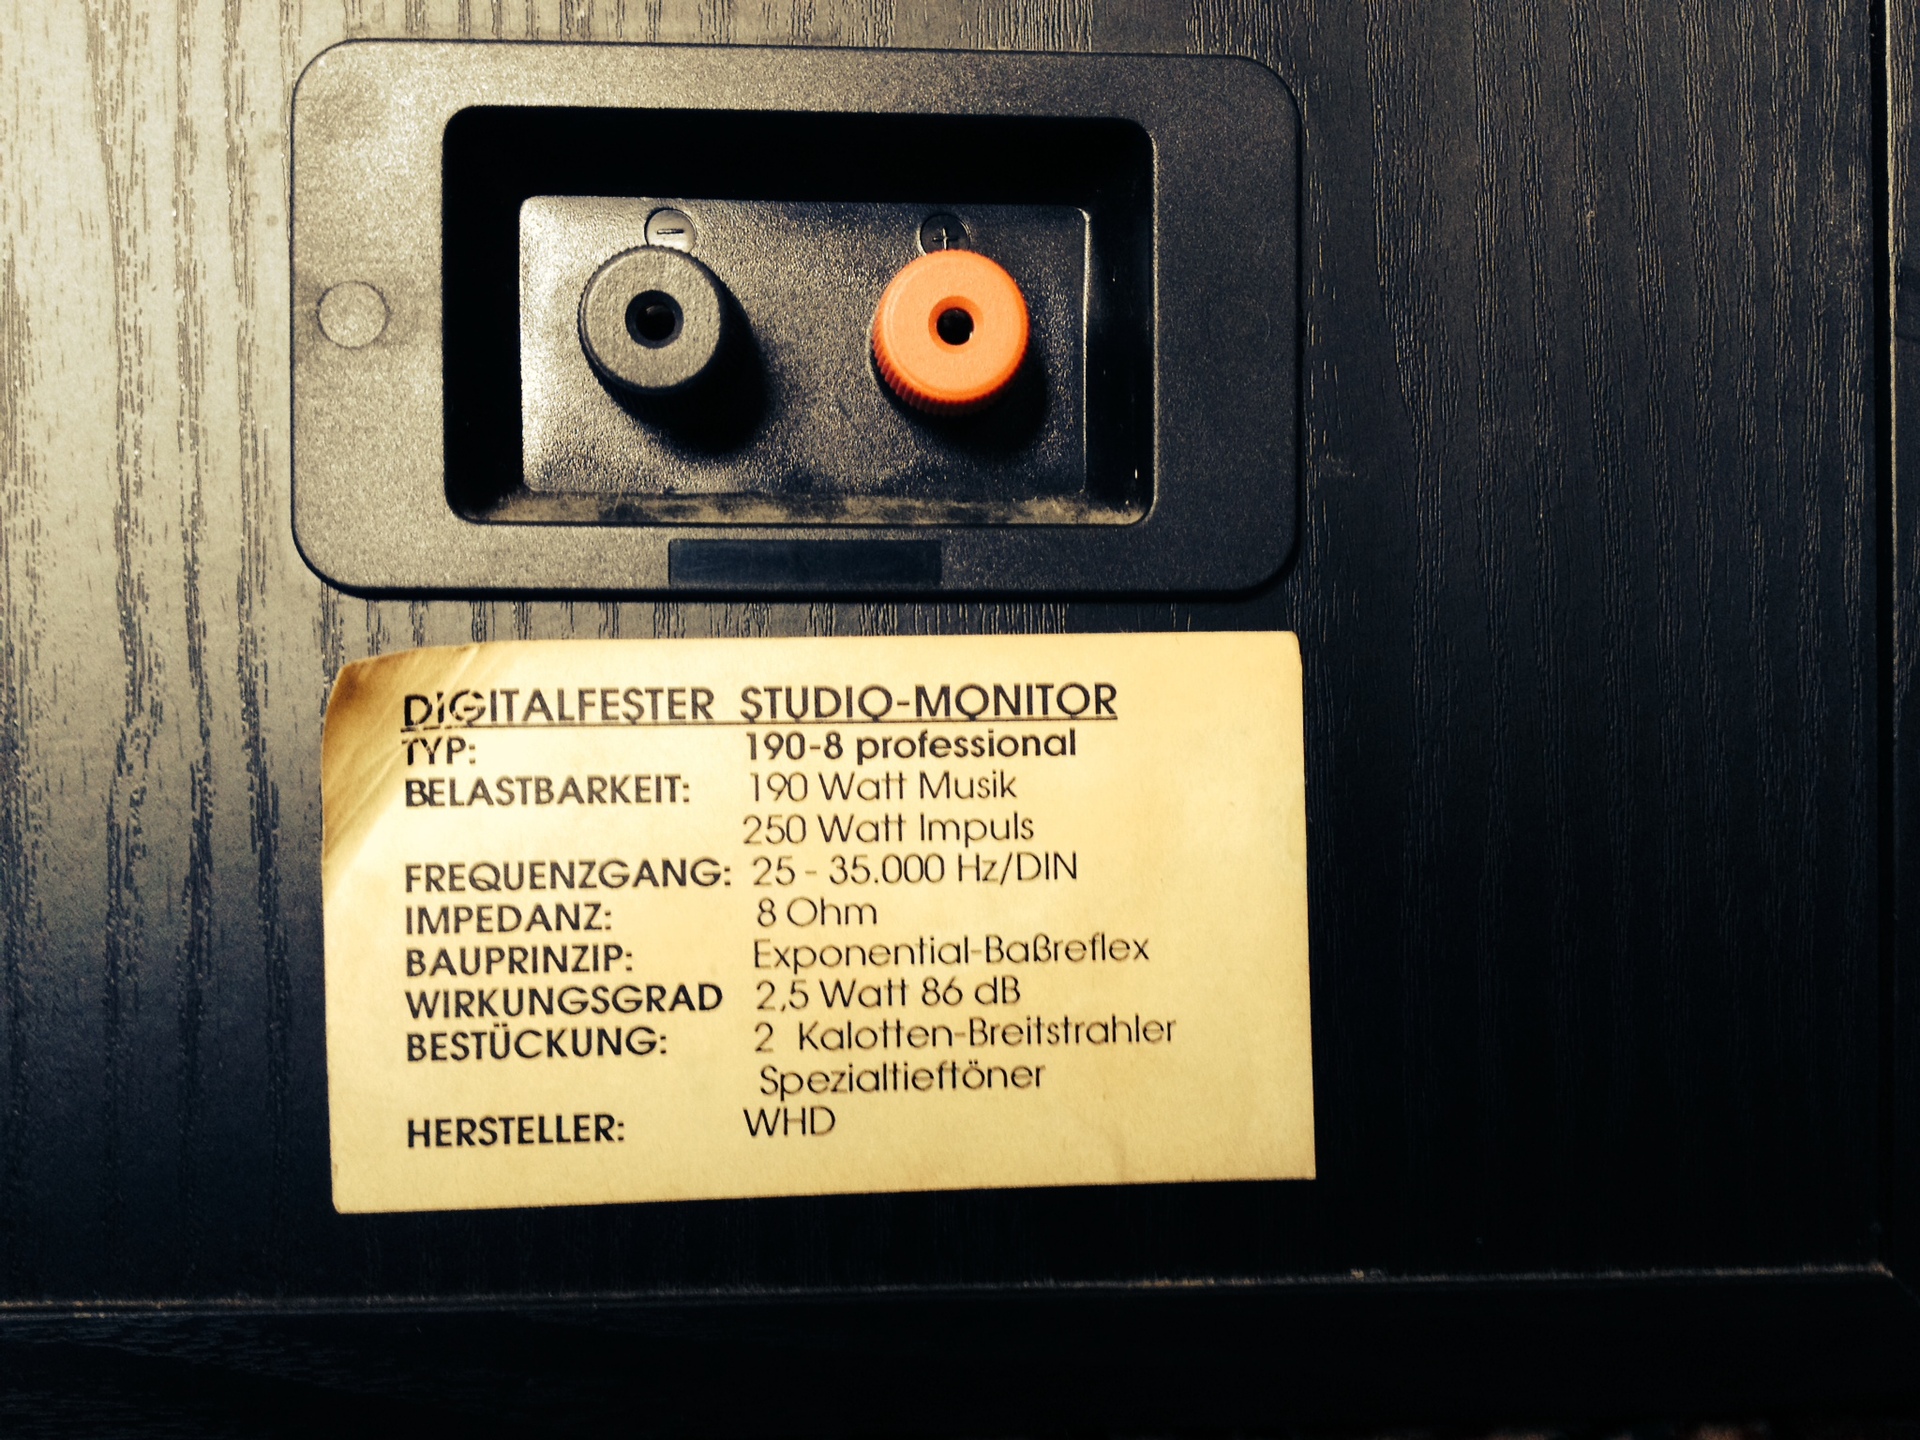 - +
DIGITALFESTER STUDIO-MONITOR
TYP: 190-8 professional
BELASTBARKEIT: 190 Watt Musik
250 Watt Impuls
FREQUENZGANG: 25 - 35.000 Hz/DIN
IMPEDANZ: 8 Ohm
BAUPRINZIP: Exponential-Baßreflex
WIRKUNGSGRAD 2,5 Watt 86 dB
BESTÜCKUNG: 2 Kalotten-Breitstrahler
Spezialtieftöner
HERSTELLER: WHD